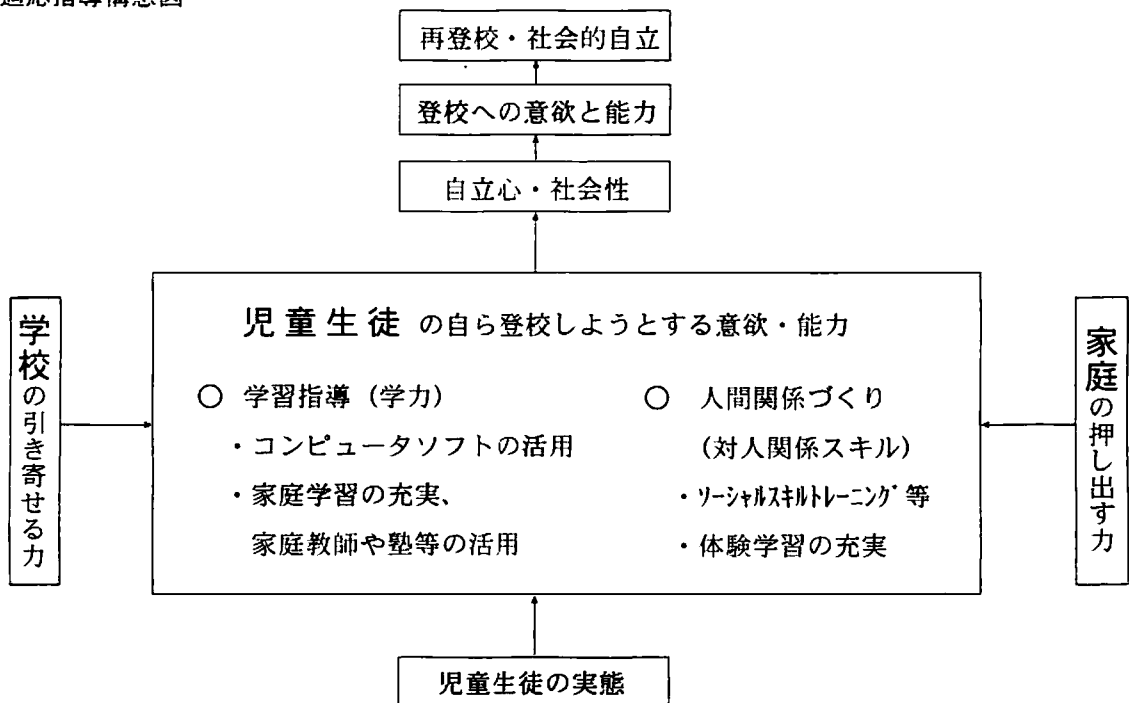 適応指導構想図
再登校・社会的自立
登校への意欲と能力
自立心・社会性
学校の引き寄せる力
児童生徒 の自ら登校しようとする意欲・能力
○ 学習指導（学力）
・コンピュータソフトの活用
・家庭学習の充実、
家庭教師や塾等の活用
○ 人間関係づくり
（対人関係スキル）
・ｿｰｼｬﾙｽｷﾙﾄﾚｰﾆﾝｸﾞ等
・体験学習の充実
家庭の押し出す力
児童生徒の実態